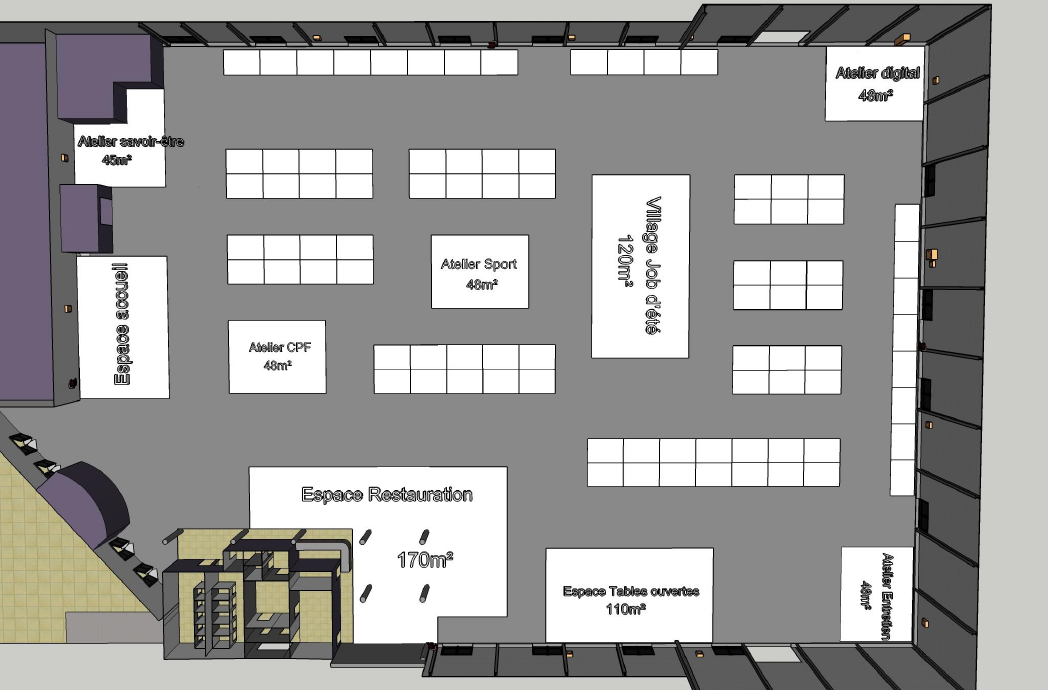 Atelier digital
48m²
Atelier savoir-être
45m²
Village Job d'été
120m²
Atelier Sport
48m²
Espace accueil
Atelier CPF
48m²
Espace Restauration
170m²
Espace Tables ouvertes
110m²
Atelier Entretien
48m²